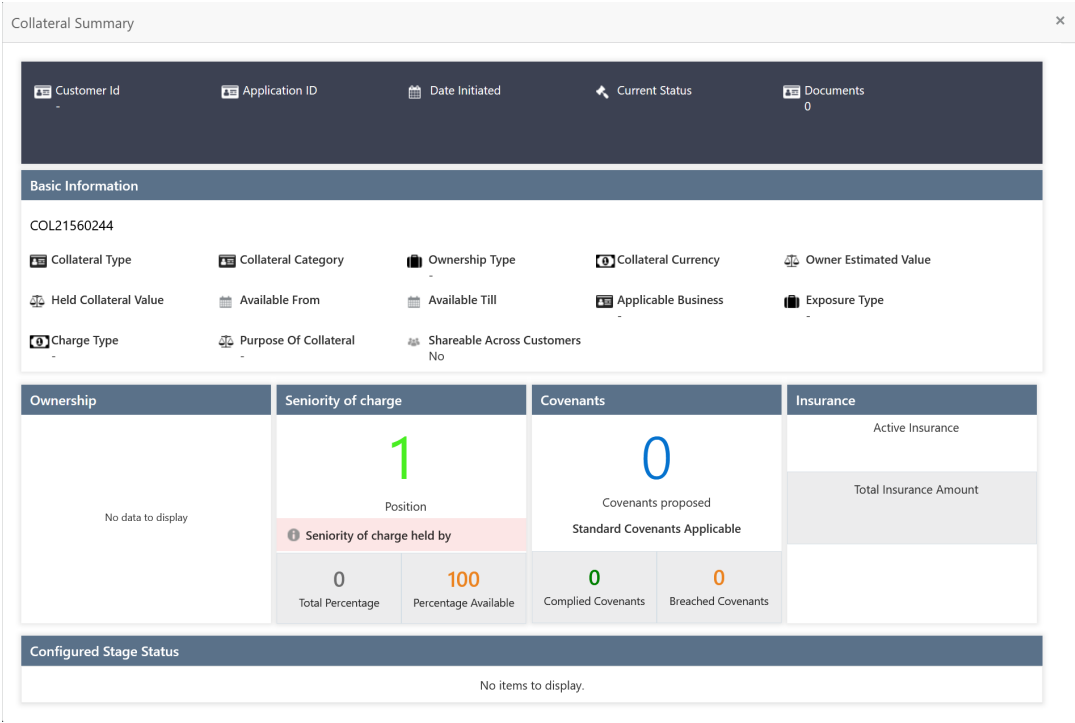 Collateral Summary
×
Customer Id Application ID Date Initiated Current Status Documents
- 0
Basic Information
COL21560244
Collateral Type Collateral Category Ownership Type Collateral Currency Owner Estimated Value
-
Held Collateral Value Available From Available Till Applicable Business Exposure Type
- -
Charge Type Purpose Of Collateral Shareable Across Customers
- - No
Ownership
No data to display
Seniority of charge
1
Position
Seniority of charge held by
0 100
Total Percentage Percentage Available
Covenants
0
Covenants proposed
Standard Covenants Applicable
0 0
Complied Covenants Breached Covenants
Insurance
Active Insurance
Total Insurance Amount
Configured Stage Status
No items to display.